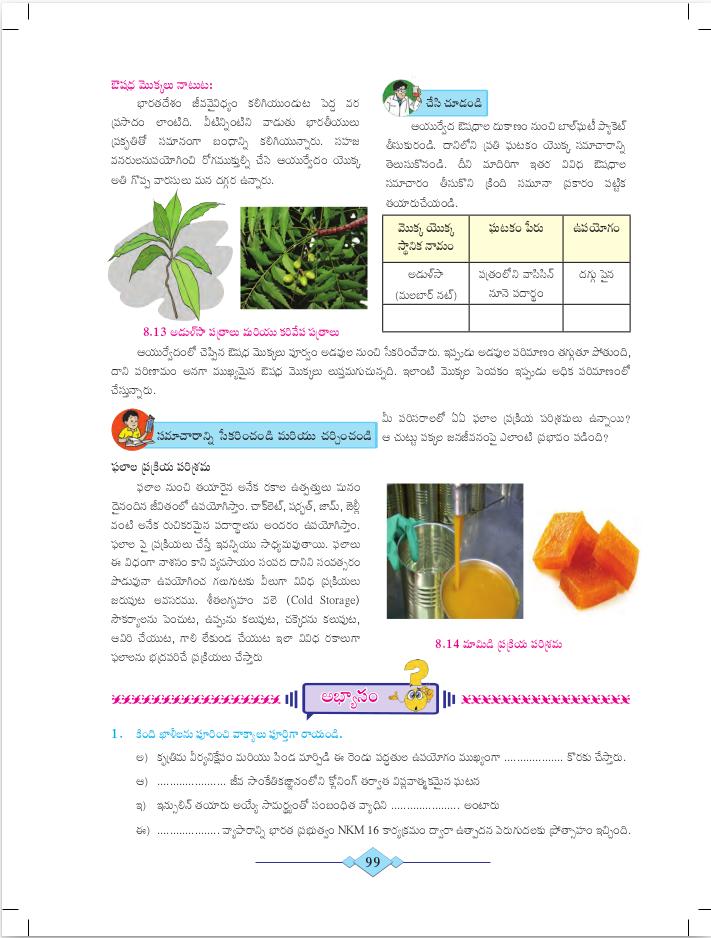 ఔషధ మొక్కలు నాటుట:
భారతదేశం జీవవైవిధ్యం కలిగియుండుట పెద్ద వర
ప్రసాదం లాంటిది. వీటిన్నింటిని వాడుతు భారతీయులు
ప్రకృతితో సమానంగా బంధాన్ని కలిగియున్నారు. సహజ
వనరులనుపయోగించి రోగముక్తుల్ని చేసే ఆయుర్వేదం యొక్క
అతి గొప్ప వారసులు మన దగ్గర ఉన్నారు.
8.13 అడుళ్‌సా పత్రాలు మరియు కరివేప పత్రాలు
చేసి చూడండి
ఆయుర్వేద ఔషధాల దుకాణం నుంచి బాల్‌ఘటీ ప్యాకెట్
తీసుకురండి. దానిలోని ప్రతి ఘటకం యొక్క సమాచారాన్ని
తెలుసుకొనండి. దీని మాదిరిగా ఇతర వివిధ ఔషధాల
సమాచారం తీసుకొని క్రింది సమూనా ప్రకారం పట్టిక
తయారుచేయండి.
మొక్క యొక్క స్థానిక నామం | ఘటకం పేరు | ఉపయోగం
అడుళ్‌సా (మలబార్ నట్) | పత్రంలోని వాసిసిన్ నూనె పదార్థం | దగ్గు పైన
ఆయుర్వేదంలో చెప్పిన ఔషధ మొక్కలు పూర్వం అడవుల నుంచి సేకరించేవారు. ఇప్పుడు అడవుల పరిమాణం తగ్గుతూ పోతుంది,
దాని పరిణామం అనగా ముఖ్యమైన ఔషధ మొక్కలు లుప్తమగుచున్నది. ఇలాంటి మొక్కల పెంపకం ఇప్పుడు అధిక పరిమాణంలో
చేస్తున్నారు.
సమాచారాన్ని సేకరించండి మరియు చర్చించండి
మీ పరిసరాలలో ఏఏ ఫలాల ప్రక్రియ పరిశ్రమలు ఉన్నాయి?
ఆ చుట్టు పక్కల జనజీవనంపై ఎలాంటి ప్రభావం పడింది?
ఫలాల ప్రక్రియ పరిశ్రమ
ఫలాల నుంచి తయారైన అనేక రకాల ఉత్పత్తులు మనం
దైనందిన జీవితంలో ఉపయోగిస్తాం. చాక్‌లెట్, షర్బత్, జామ్, జెల్లీ
వంటి అనేక రుచికరమైన పదార్థాలను అందరం ఉపయోగిస్తాం.
ఫలాల పై ప్రక్రియలు చేస్తే ఇవన్నియు సాధ్యమవుతాయి. ఫలాలు
ఈ విధంగా నాశనం కాని వ్యవసాయం సంపద దానిని సంవత్సరం
పొడువునా ఉపయోగించ గలుగుటకు వీలుగా వివిధ ప్రక్రియలు
జరుపుట అవసరము. శీతలగృహం వలె (Cold Storage)
సౌకర్యాలను పెంచుట, ఉప్పును కలుపుట, చక్కెరను కలుపుట,
ఆవిరి చేయుట, గాలి లేకుండ చేయుట ఇలా వివిధ రకాలుగా
ఫలాలను భద్రపరిచే ప్రక్రియలు చేస్తారు
8.14 మామిడి ప్రక్రియ పరిశ్రమ
అభ్యాసం
1. క్రింది ఖాళీలను పూరించి వాక్యాలు పూర్తిగా రాయండి.
అ) కృత్రిమ వీర్యనిక్షేపం మరియు పిండ మార్పిడి ఈ రెండు పద్ధతుల ఉపయోగం ముఖ్యంగా .................. కొరకు చేస్తారు.
ఆ) ...................... జీవ సాంకేతికజ్ఞానంలోని క్లోనింగ్ తర్వాత విప్లవాత్మకమైన ఘటన
ఇ) ఇన్సులిన్ తయారు అయ్యే సామర్థ్యంతో సంబంధిత వ్యాధిని ...................... అంటారు
ఈ) .................... వ్యాపారాన్ని భారత ప్రభుత్వం NKM 16 కార్యక్రమం ద్వారా ఉత్పాదన పెరుగుదలకు ప్రోత్సాహం ఇచ్చింది.
99